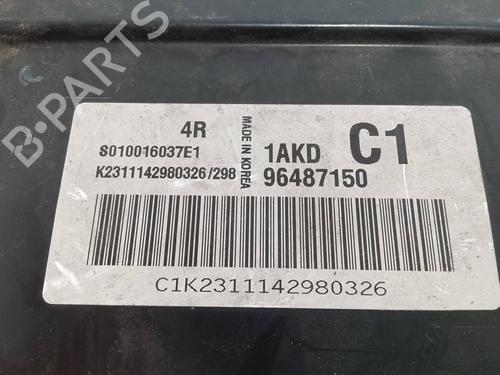 B-PARTS
4R
S010016037E1
K2311142980326/298
MADE IN KOREA
1AKD C1
96487150
C1K2311142980326